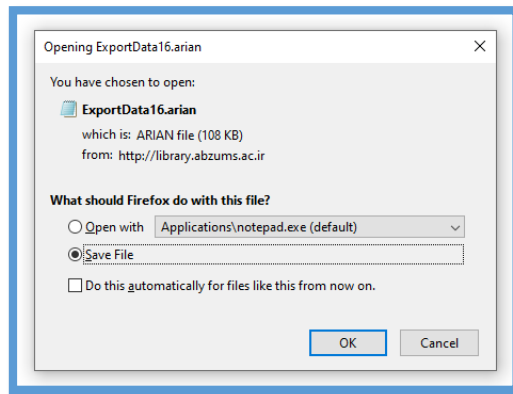 Opening ExportData16.arian
You have chosen to open:
ExportData16.arian
which is: ARIAN file (108 KB)
from: http://library.abzums.ac.ir
What should Firefox do with this file?
Open with Applications\notepad.exe (default)
Save File
Do this automatically for files like this from now on.
OK Cancel